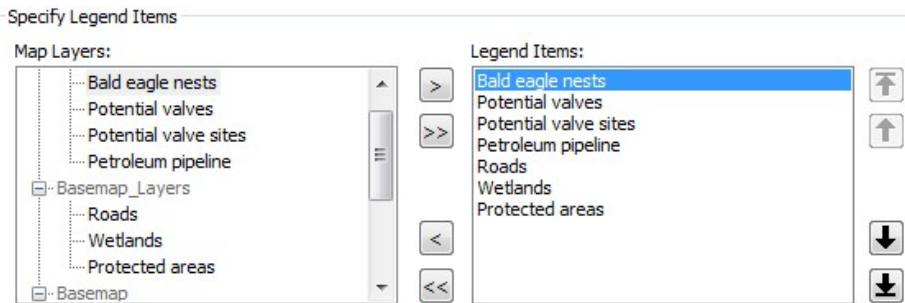 Specify Legend Items
Map Layers:
Bald eagle nests
Potential valves
Potential valve sites
Petroleum pipeline
Basemap_Layers
Roads
Wetlands
Protected areas
Basemap
>
>>
<
<<
Legend Items:
Bald eagle nests
Potential valves
Potential valve sites
Petroleum pipeline
Roads
Wetlands
Protected areas